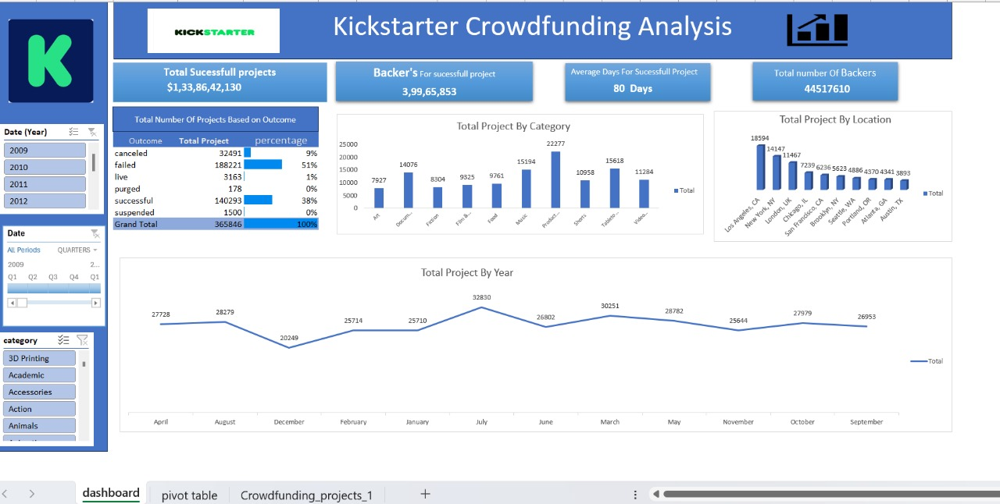 KICKSTARTER
Kickstarter Crowdfunding Analysis
Total Sucessfull projects
$1,33,86,42,130
Backer's For sucessfull project
3,99,65,853
Average Days For Sucessfull Project
80 Days
Total number Of Backers
44517610
Date (Year)
2009
2010
2011
2012
Date
All Periods QUARTERS
2009 2...
Q1 Q2 Q3 Q4 Q1
category
3D Printing
Academic
Accessories
Action
Animals
Total Number Of Projects Based on Outcome
Outcome Total Project percentage
canceled 32491 9%
failed 188221 51%
live 3163 1%
purged 178 0%
successful 140293 38%
suspended 1500 0%
Grand Total 365846 100%
Total Project By Category
25000
20000
15000
10000
5000
0
7927 14076 8304 9325 9761 15194 22277 10958 15618 11284
Art Docum... Fiction Film &... Food Music Product... Shorts Tablet... Video...
Total
Total Project By Location
18594 14147 11467 7239 6236 5623 4886 4370 4341 3893
Los Angeles, CA New York, NY London, UK Chicago, IL San Francisco, CA Brooklyn, NY Seattle, WA Portland, OR Atlanta, GA Austin, TX
Total
Total Project By Year
27728 28279 20249 25714 25710 32830 26802 30251 28782 25644 27979 26953
Total
April August December February January July June March May November October September
dashboard pivot table Crowdfunding_projects_1